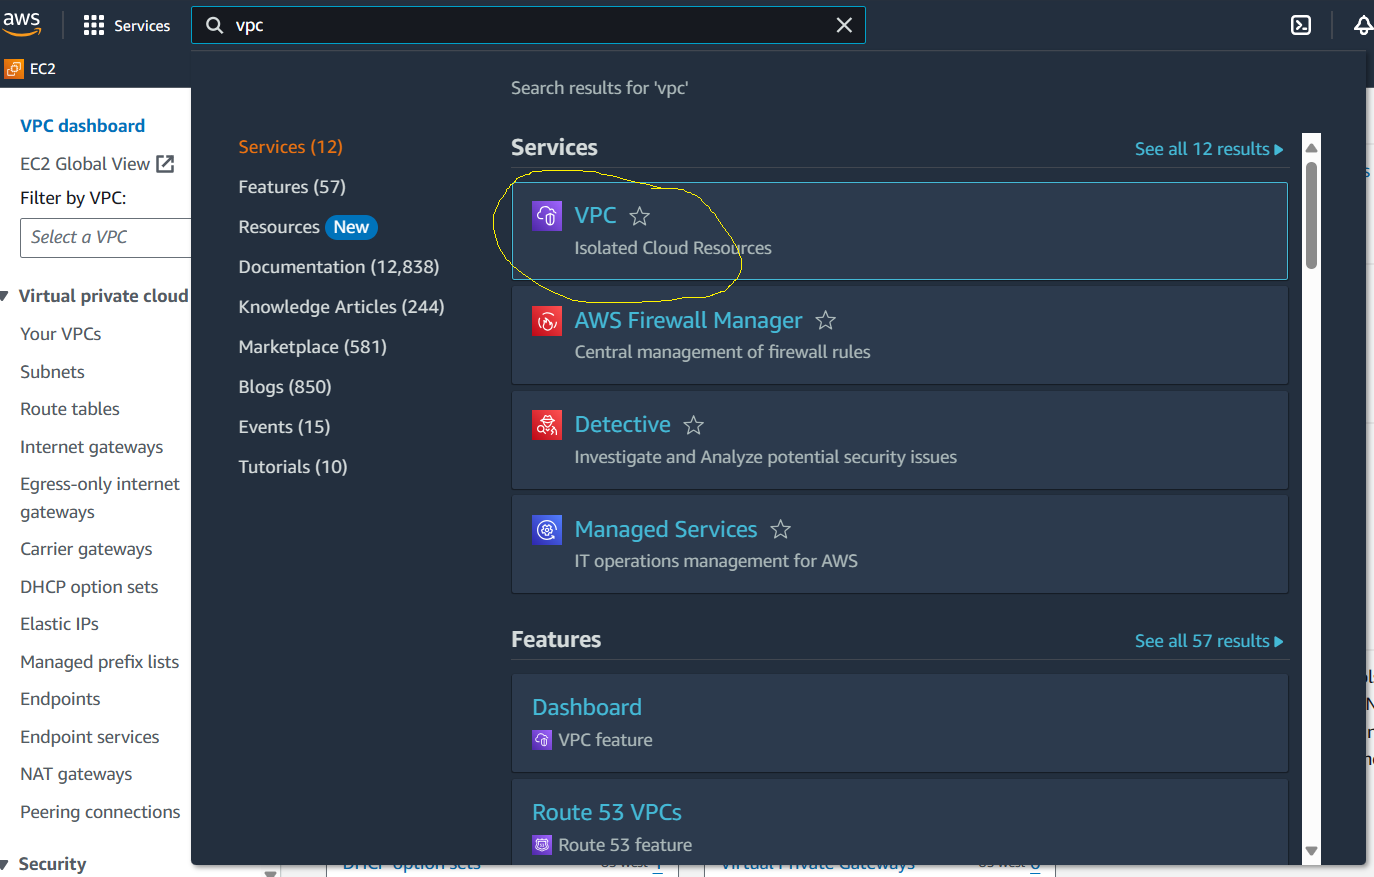 aws
Services
vpc
EC2
VPC dashboard
EC2 Global View
Filter by VPC:
Select a VPC
Virtual private cloud
Your VPCs
Subnets
Route tables
Internet gateways
Egress-only internet
gateways
Carrier gateways
DHCP option sets
Elastic IPs
Managed prefix lists
Endpoints
Endpoint services
NAT gateways
Peering connections
Security
Search results for 'vpc'
Services (12)
Features (57)
Resources New
Documentation (12,838)
Knowledge Articles (244)
Marketplace (581)
Blogs (850)
Events (15)
Tutorials (10)
Services
See all 12 results
VPC
Isolated Cloud Resources
AWS Firewall Manager
Central management of firewall rules
Detective
Investigate and Analyze potential security issues
Managed Services
IT operations management for AWS
Features
See all 57 results
Dashboard
VPC feature
Route 53 VPCs
Route 53 feature
DHCP option sets
Virtual Private Gateways